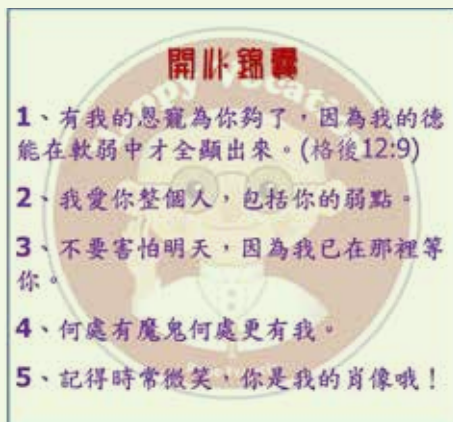 開心錦囊
1、有我的恩寵為你夠了，因為我的德
能在軟弱中才全顯出來。(格後12:9)
2、我愛你整個人，包括你的弱點。
3、不要害怕明天，因為我已在那裡等
你。
4、何處有魔鬼何處更有我。
5、記得時常微笑，你是我的肖像哦！